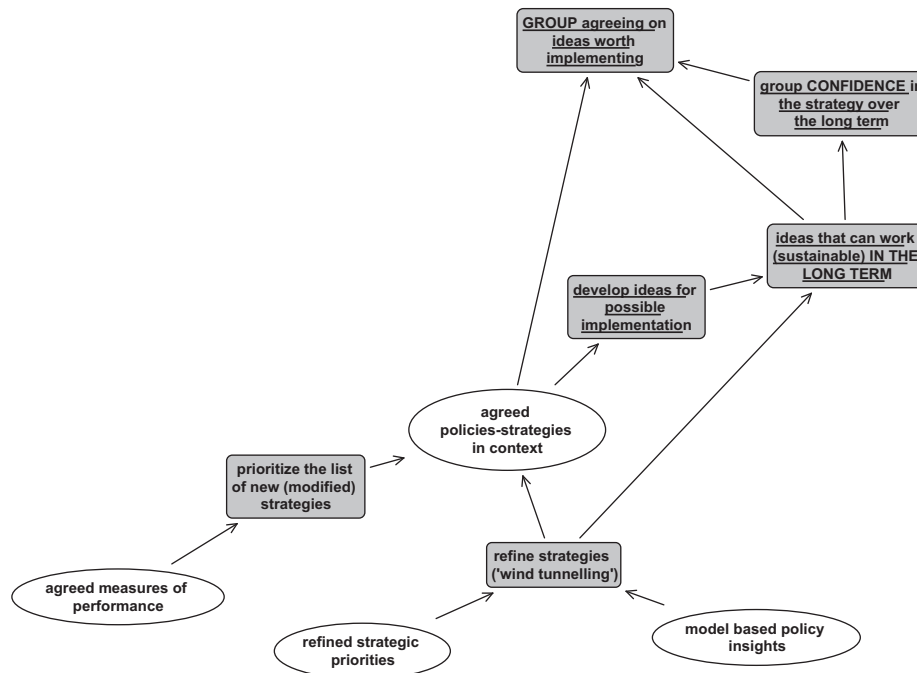 GROUP agreeing on
ideas worth
implementing
group CONFIDENCE in
the strategy over
the long term
ideas that can work
(sustainable) IN THE
LONG TERM
develop ideas for
possible
implementation
agreed
policies-strategies
in context
prioritize the list
of new (modified)
strategies
refine strategies
('wind tunnelling')
agreed measures of
performance
refined strategic
priorities
model based policy
insights